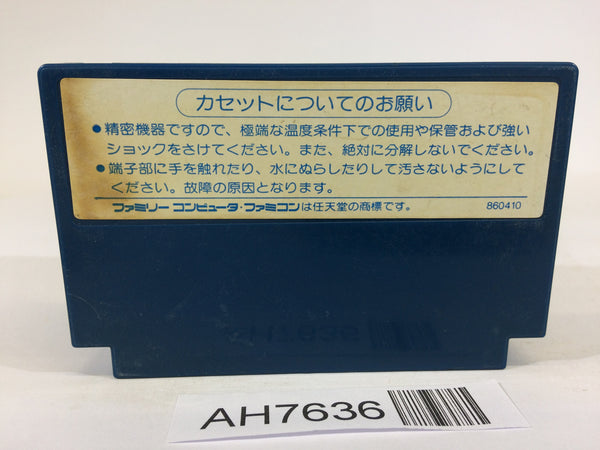 カセットについてのお願い
●精密機器ですので、極端な温度条件下での使用や保管および強い
ショックをさけてください。また、絶対に分解しないでください。
●端子部に手を触れたり、水にぬらしたりして汚さないようにして
ください。故障の原因となります。
ファミリー コンピュータ・ファミコンは任天堂の商標です。 860410
AH7636
AH7636